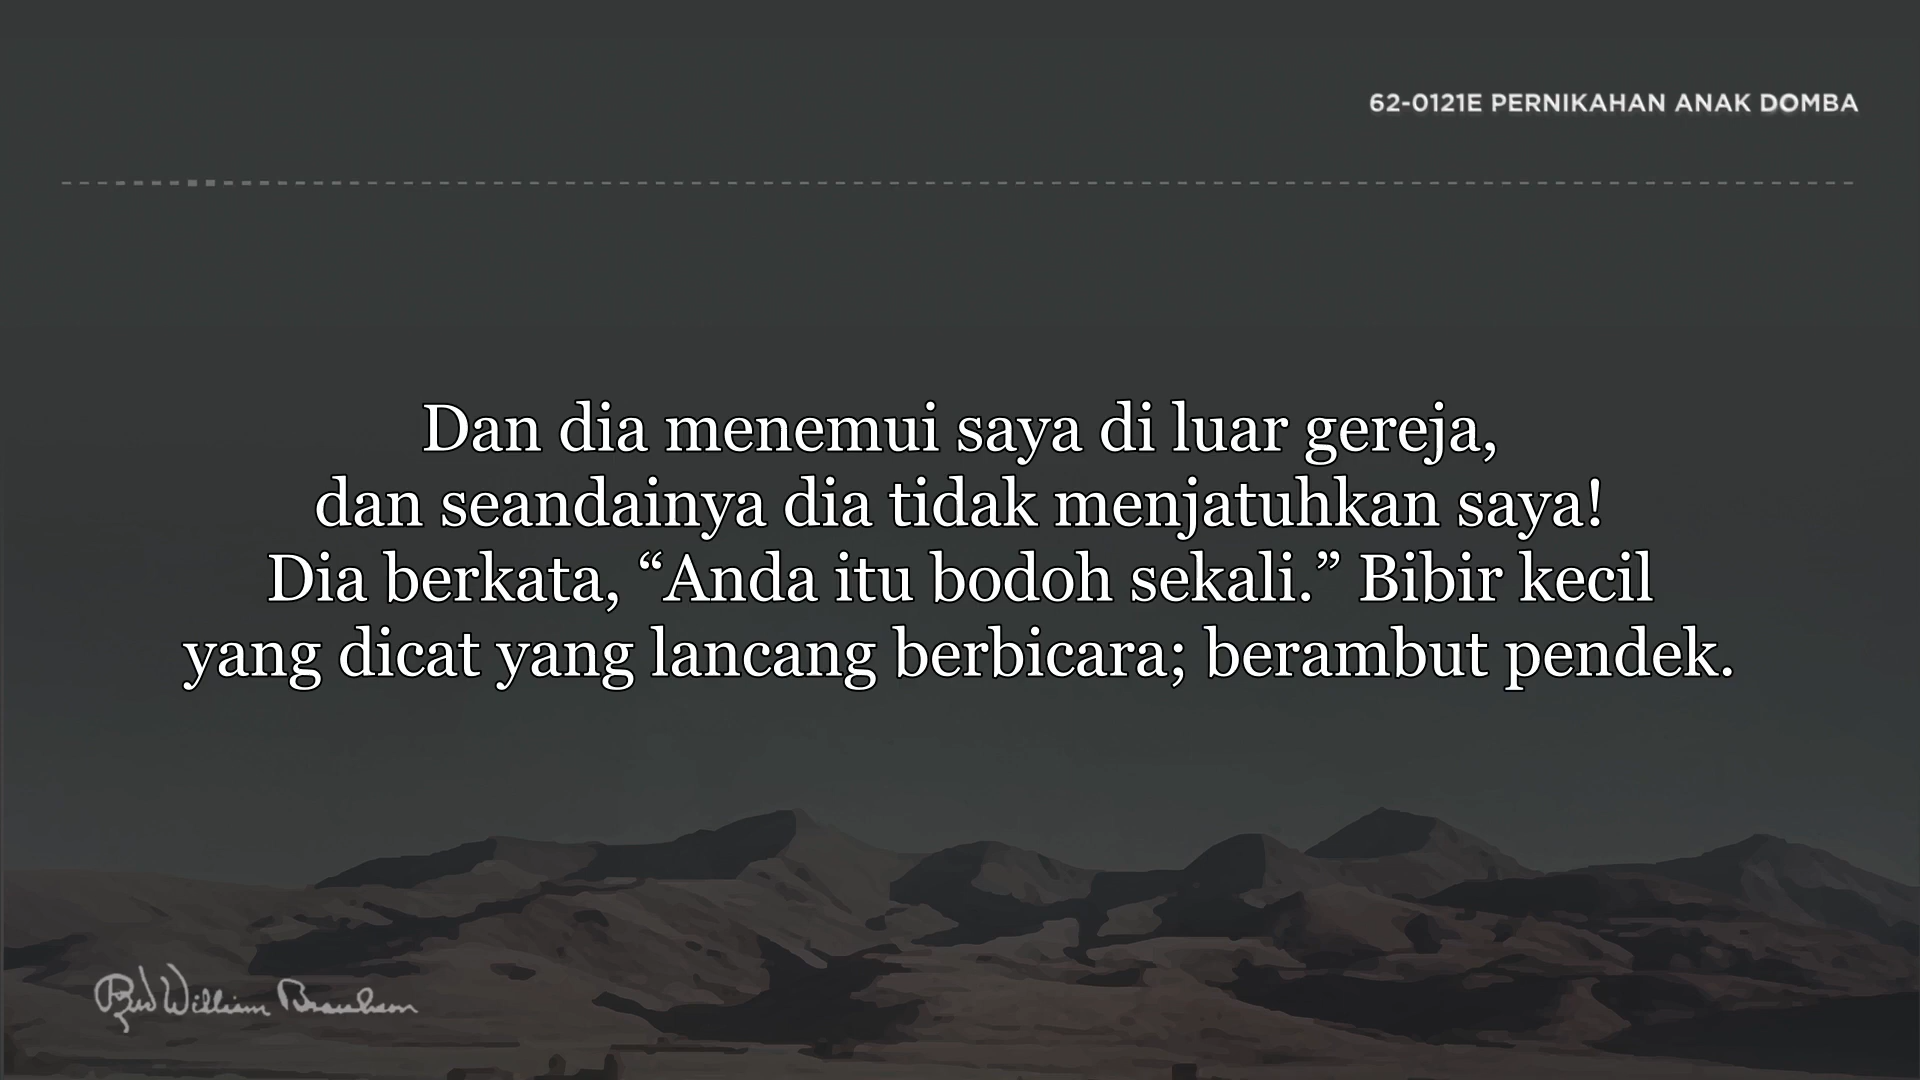 62-0121E PERNIKAHAN ANAK DOMBA
Dan dia menemui saya di luar gereja,
dan seandainya dia tidak menjatuhkan saya!
Dia berkata, “Anda itu bodoh sekali.” Bibir kecil
yang dicat yang lancang berbicara; berambut pendek.
Rev William Branham